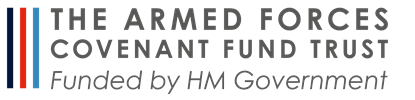 THE ARMED FORCES
COVENANT FUND TRUST
Funded by HM Government